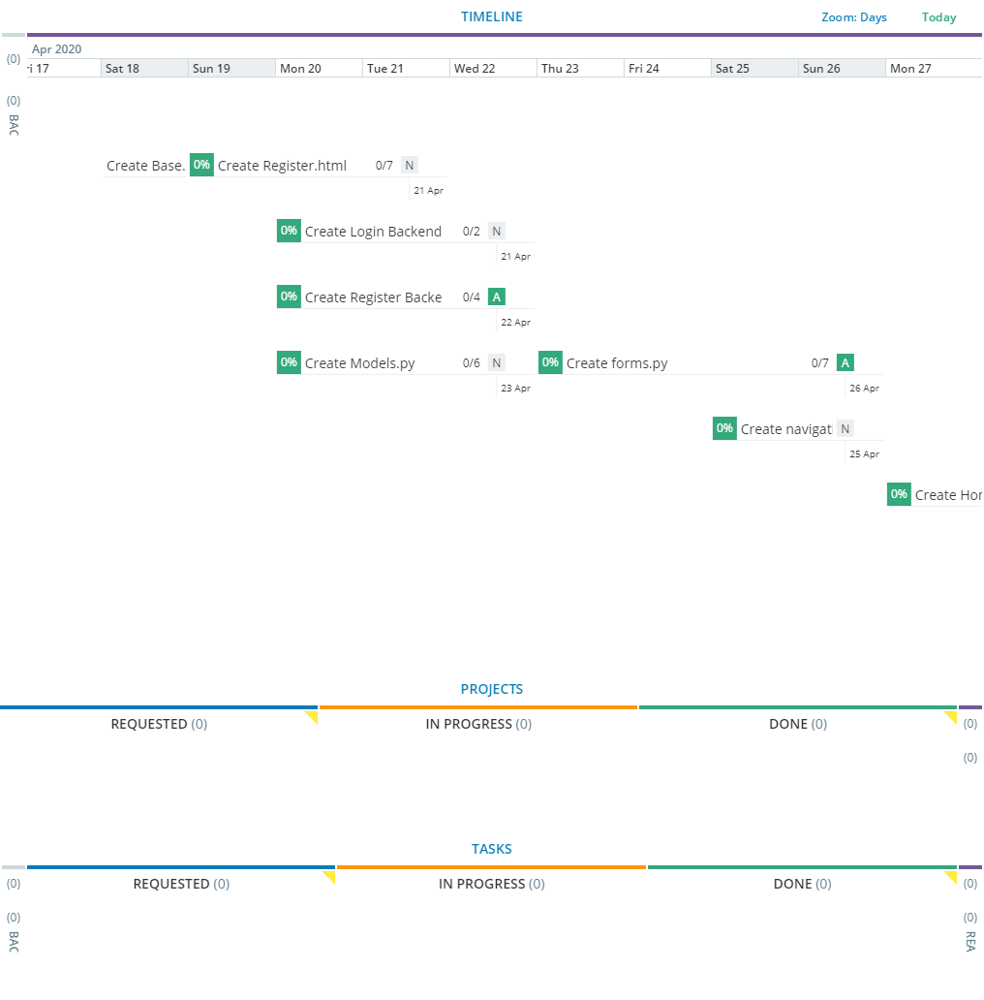 TIMELINE Zoom: Days Today
Apr 2020
(0)
ri 17 Sat 18 Sun 19 Mon 20 Tue 21 Wed 22 Thu 23 Fri 24 Sat 25 Sun 26 Mon 27
(0)
BAC
Create Base. 0% Create Register.html 0/7 N
21 Apr
0% Create Login Backend 0/2 N
21 Apr
0% Create Register Backe 0/4 A
22 Apr
0% Create Models.py 0/6 N 0% Create forms.py 0/7 A
23 Apr 26 Apr
0% Create navigat N
25 Apr
0% Create Hor
PROJECTS
REQUESTED (0) IN PROGRESS (0) DONE (0) (0)
(0)
TASKS
(0) REQUESTED (0) IN PROGRESS (0) DONE (0) (0)
(0) (0)
BAC REA